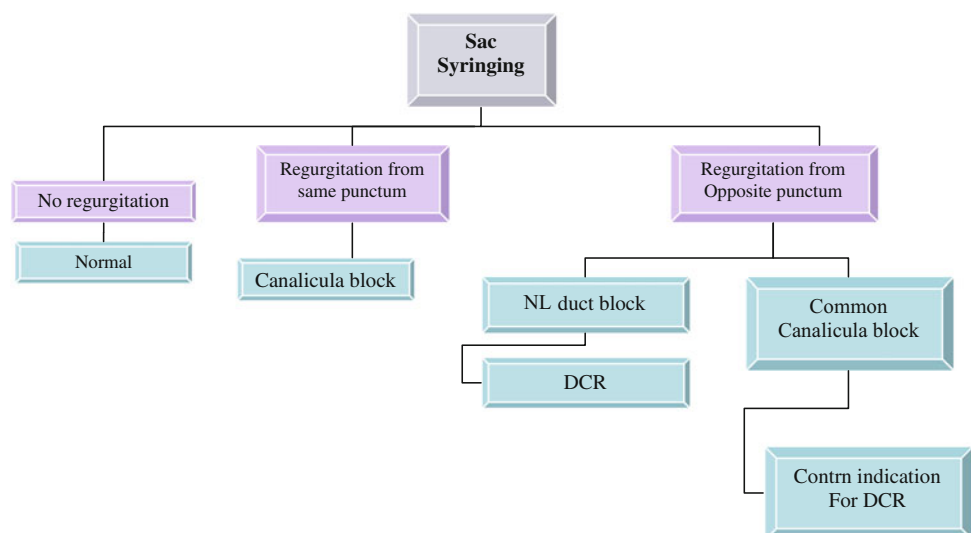 Sac
Syringing
No regurgitation
Regurgitation from
same punctum
Regurgitation from
Opposite punctum
Normal
Canalicula block
NL duct block
Common
Canalicula block
DCR
Contrn indication
For DCR